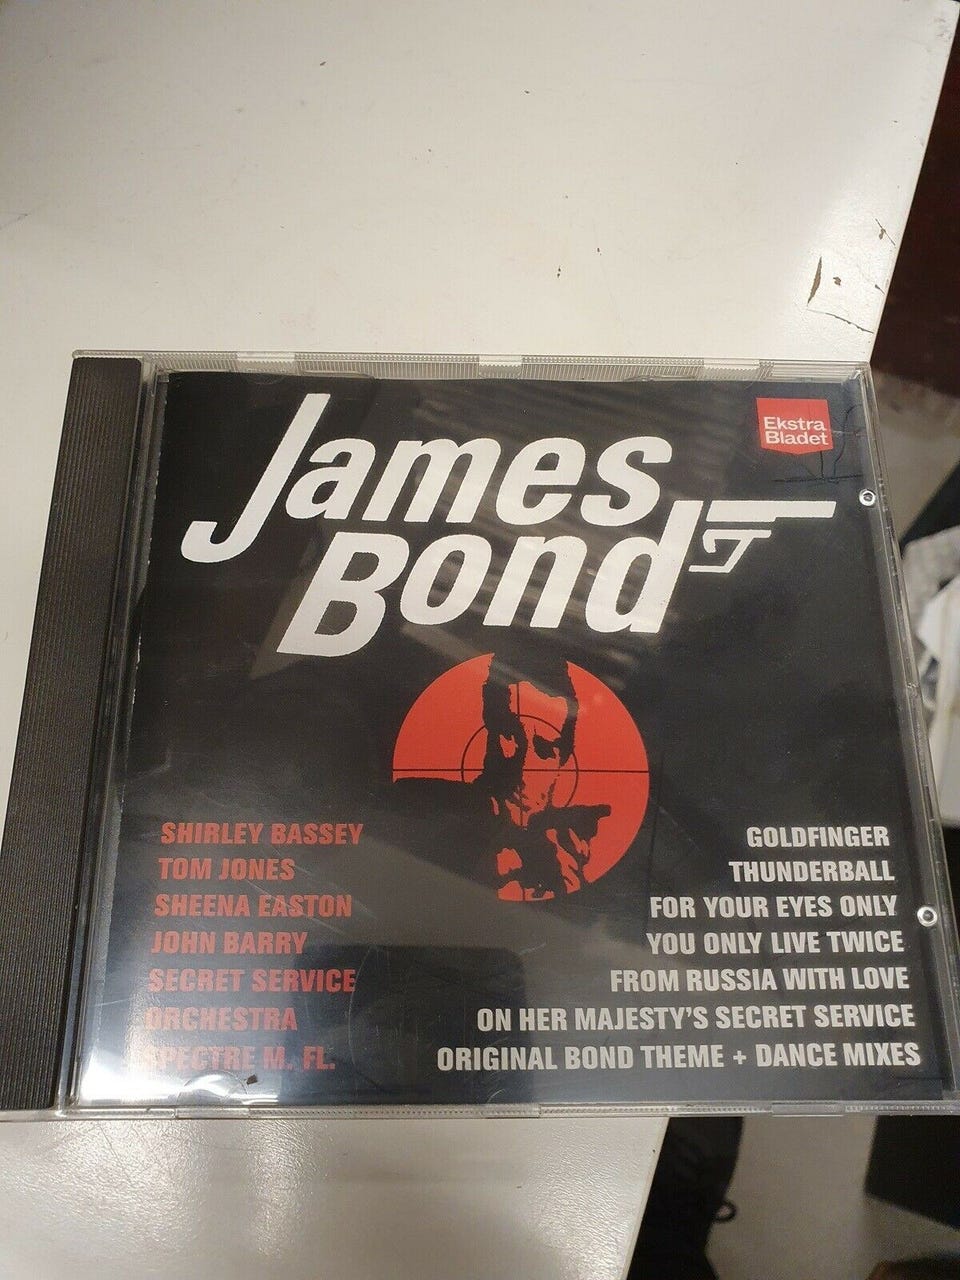 James
Bond
Ekstra
Bladet
SHIRLEY BASSEY
TOM JONES
SHEENA EASTON
JOHN BARRY
SECRET SERVICE
ORCHESTRA
SPECTRE M. FL.
GOLDFINGER
THUNDERBALL
FOR YOUR EYES ONLY
YOU ONLY LIVE TWICE
FROM RUSSIA WITH LOVE
ON HER MAJESTY'S SECRET SERVICE
ORIGINAL BOND THEME + DANCE MIXES